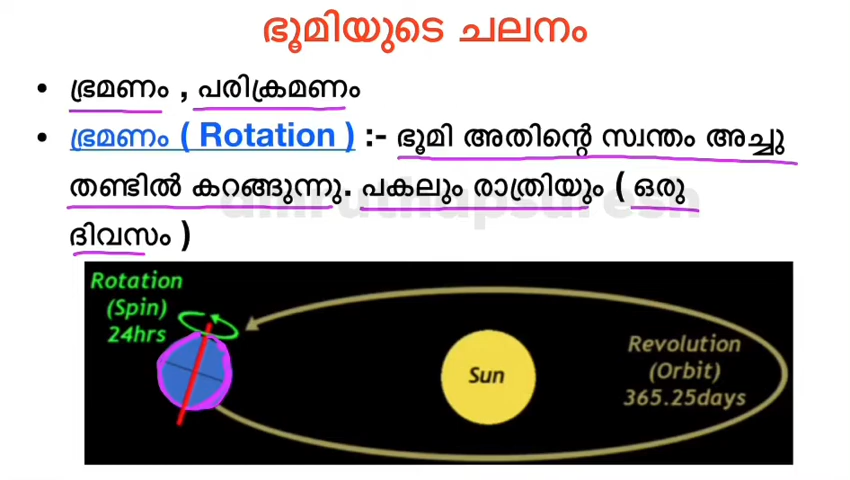 ഭൂമിയുടെ ചലനം
• ഭ്രമണം , പരിക്രമണം
• ഭ്രമണം ( Rotation ) :- ഭൂമി അതിന്റെ സ്വന്തം അച്ചു
തണ്ടിൽ കറങ്ങുന്നു. പകലും രാത്രിയും ( ഒരു
amruthapsuresh
ദിവസം )
Rotation
(Spin)
24hrs
Sun
Revolution
(Orbit)
365.25days